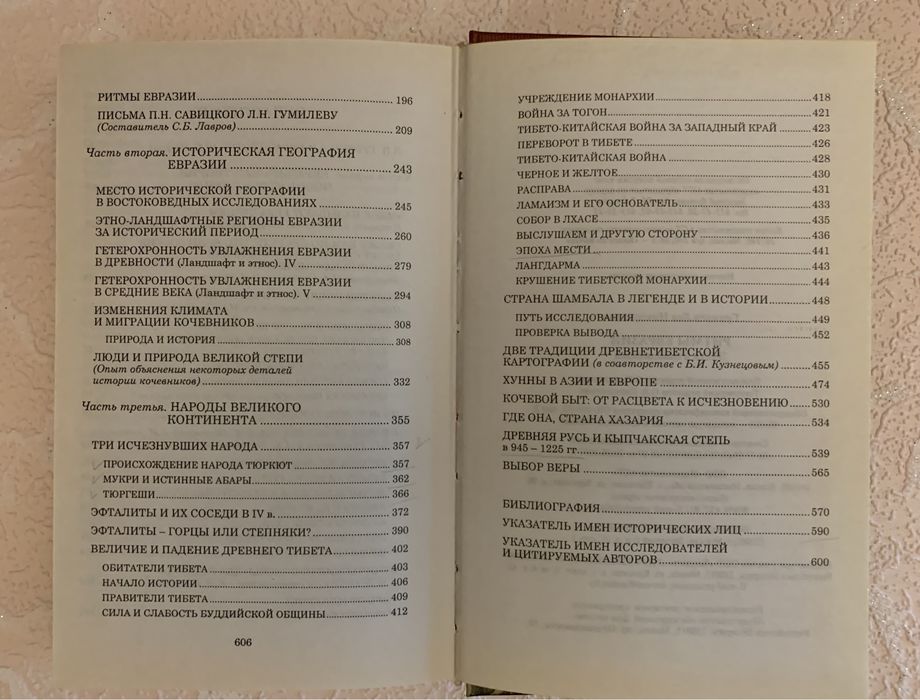 РИТМЫ ЕВРАЗИИ 196
ПИСЬМА П.Н. САВИЦКОГО Л.Н. ГУМИЛЕВУ
(Составитель С.Б. Лавров) 209
Часть вторая. ИСТОРИЧЕСКАЯ ГЕОГРАФИЯ
ЕВРАЗИИ 243
МЕСТО ИСТОРИЧЕСКОЙ ГЕОГРАФИИ
В ВОСТОКОВЕДНЫХ ИССЛЕДОВАНИЯХ 245
ЭТНО-ЛАНДШАФТНЫЕ РЕГИОНЫ ЕВРАЗИИ
ЗА ИСТОРИЧЕСКИЙ ПЕРИОД 260
ГЕТЕРОХРОННОСТЬ УВЛАЖНЕНИЯ ЕВРАЗИИ
В ДРЕВНОСТИ (Ландшафт и этнос). IV 279
ГЕТЕРОХРОННОСТЬ УВЛАЖНЕНИЯ ЕВРАЗИИ
В СРЕДНИЕ ВЕКА (Ландшафт и этнос). V 294
ИЗМЕНЕНИЯ КЛИМАТА
И МИГРАЦИИ КОЧЕВНИКОВ 308
ПРИРОДА И ИСТОРИЯ 308
ЛЮДИ И ПРИРОДА ВЕЛИКОЙ СТЕПИ
(Опыт объяснения некоторых деталей
истории кочевников) 332
Часть третья. НАРОДЫ ВЕЛИКОГО
КОНТИНЕНТА 355
ТРИ ИСЧЕЗНУВШИХ НАРОДА 357
ПРОИСХОЖДЕНИЕ НАРОДА ТЮРКЮТ 357
МУКРИ И ИСТИННЫЕ АБАРЫ 362
ТЮРГЕШИ 366
ЭФТАЛИТЫ И ИХ СОСЕДИ В IV в. 372
ЭФТАЛИТЫ – ГОРЦЫ ИЛИ СТЕПНЯКИ? 390
ВЕЛИЧИЕ И ПАДЕНИЕ ДРЕВНЕГО ТИБЕТА 402
ОБИТАТЕЛИ ТИБЕТА 403
НАЧАЛО ИСТОРИИ 406
ПРАВИТЕЛИ ТИБЕТА 409
СИЛА И СЛАБОСТЬ БУДДИЙСКОЙ ОБЩИНЫ 412
606
УЧРЕЖДЕНИЕ МОНАРХИИ 418
ВОЙНА ЗА ТОГОН 421
ТИБЕТО-КИТАЙСКАЯ ВОЙНА ЗА ЗАПАДНЫЙ КРАЙ 423
ПЕРЕВОРОТ В ТИБЕТЕ 426
ТИБЕТО-КИТАЙСКАЯ ВОЙНА 428
ЧЕРНОЕ И ЖЕЛТОЕ 430
РАСПРАВА 431
ЛАМАИЗМ И ЕГО ОСНОВАТЕЛЬ 433
СОБОР В ЛХАСЕ 435
ВЫСЛУШАЕМ И ДРУГУЮ СТОРОНУ 436
ЭПОХА МЕСТИ 441
ЛАНГДАРМА 443
КРУШЕНИЕ ТИБЕТСКОЙ МОНАРХИИ 444
СТРАНА ШАМБАЛА В ЛЕГЕНДЕ И В ИСТОРИИ 448
ПУТЬ ИССЛЕДОВАНИЯ 449
ПРОВЕРКА ВЫВОДА 452
ДВЕ ТРАДИЦИИ ДРЕВНЕТИБЕТСКОЙ
КАРТОГРАФИИ (в соавторстве с Б.И. Кузнецовым) 455
ХУННЫ В АЗИИ И ЕВРОПЕ 474
КОЧЕВОЙ БЫТ: ОТ РАСЦВЕТА К ИСЧЕЗНОВЕНИЮ 530
ГДЕ ОНА, СТРАНА ХАЗАРИЯ 534
ДРЕВНЯЯ РУСЬ И КЫПЧАКСКАЯ СТЕПЬ
в 945 – 1225 гг. 539
ВЫБОР ВЕРЫ 565
БИБЛИОГРАФИЯ 570
УКАЗАТЕЛЬ ИМЕН ИСТОРИЧЕСКИХ ЛИЦ 590
УКАЗАТЕЛЬ ИМЕН ИССЛЕДОВАТЕЛЕЙ
И ЦИТИРУЕМЫХ АВТОРОВ 600